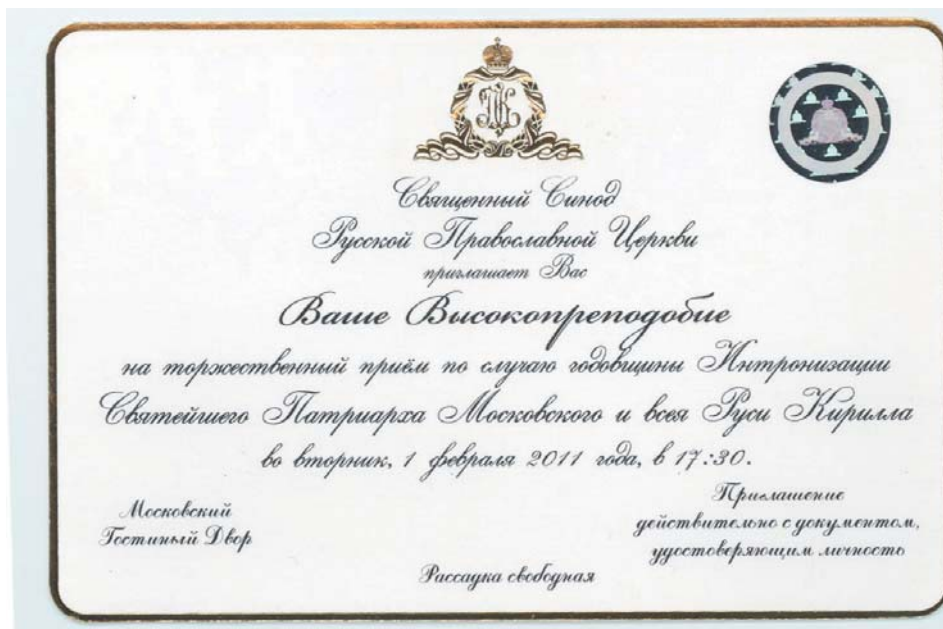 Священный Синод
Русской Православной Церкви
приглашает Вас
Ваше Высокопреподобие
на торжественный приём по случаю годовщины Интронизации
Святейшего Патриарха Московского и всея Руси Кирилла
во вторник, 1 февраля 2011 года, в 17:30.
Московский
Гостиный Двор
Приглашение
действительно с документом,
удостоверяющим личность
Рассадка свободная